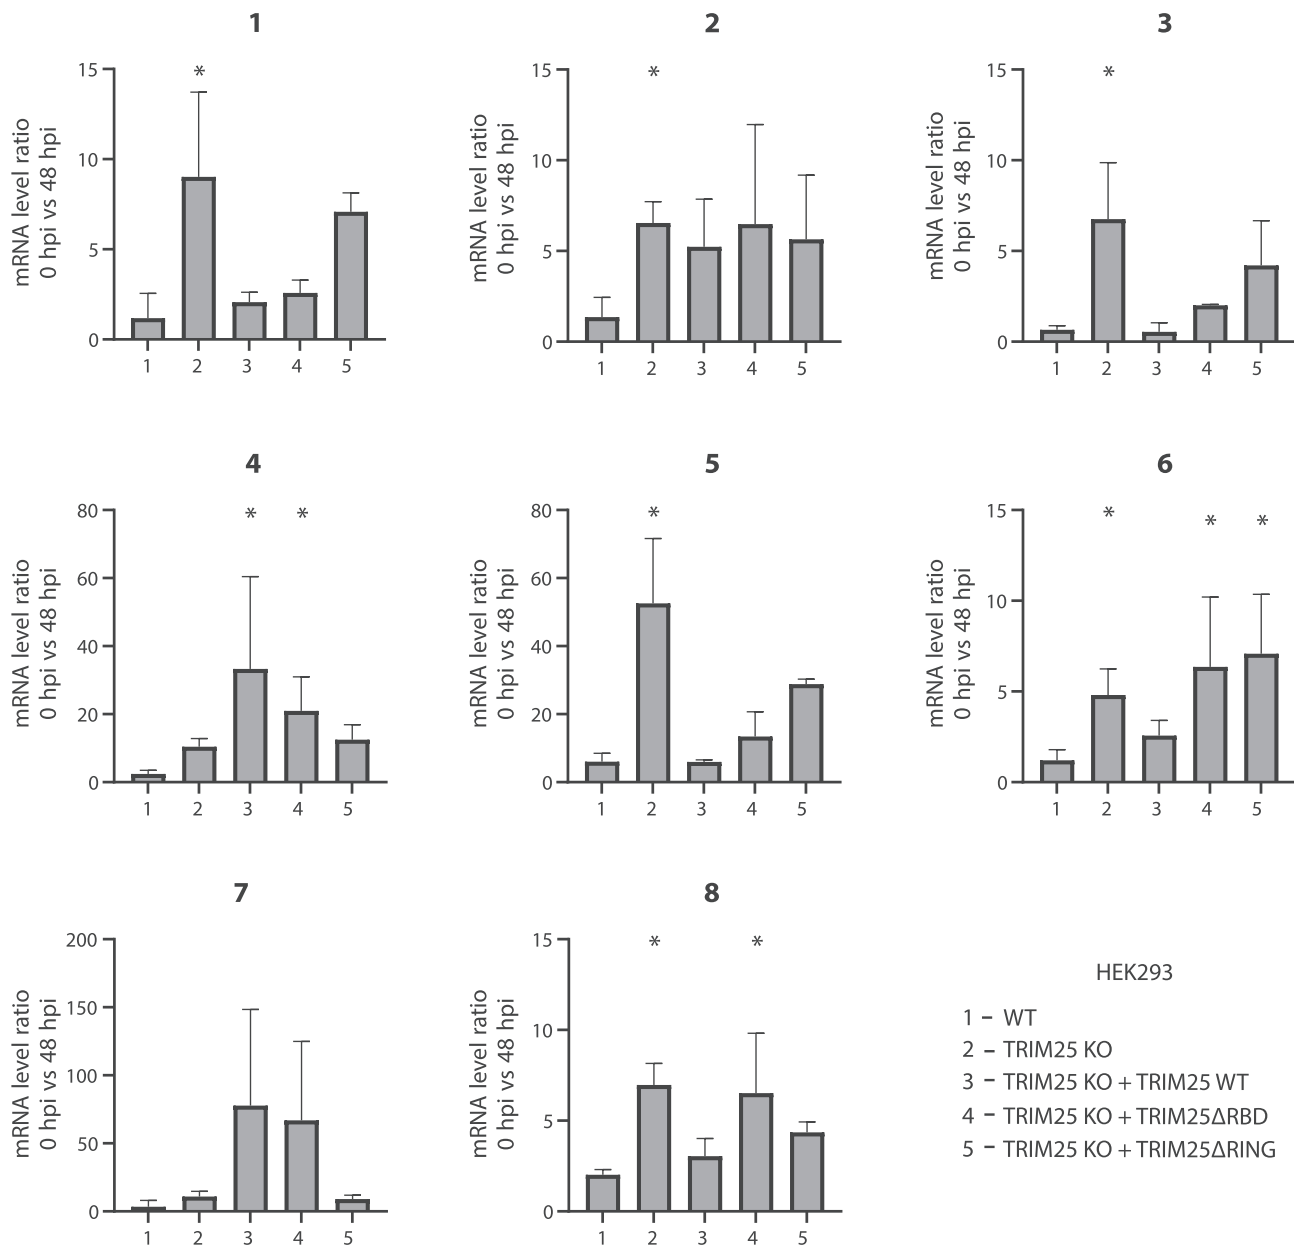 1
mRNA level ratio
0 hpi vs 48 hpi
15
*
10
5
0
1 2 3 4 5
2
mRNA level ratio
0 hpi vs 48 hpi
15
*
10
5
0
1 2 3 4 5
3
mRNA level ratio
0 hpi vs 48 hpi
15
*
10
5
0
1 2 3 4 5
4
mRNA level ratio
0 hpi vs 48 hpi
80
* *
60
40
20
0
1 2 3 4 5
5
mRNA level ratio
0 hpi vs 48 hpi
80
*
60
40
20
0
1 2 3 4 5
6
mRNA level ratio
0 hpi vs 48 hpi
15
* * *
10
5
0
1 2 3 4 5
7
mRNA level ratio
0 hpi vs 48 hpi
200
150
100
50
0
1 2 3 4 5
8
mRNA level ratio
0 hpi vs 48 hpi
15
* *
10
5
0
1 2 3 4 5
HEK293
1 – WT
2 – TRIM25 KO
3 – TRIM25 KO + TRIM25 WT
4 – TRIM25 KO + TRIM25ΔRBD
5 – TRIM25 KO + TRIM25ΔRING